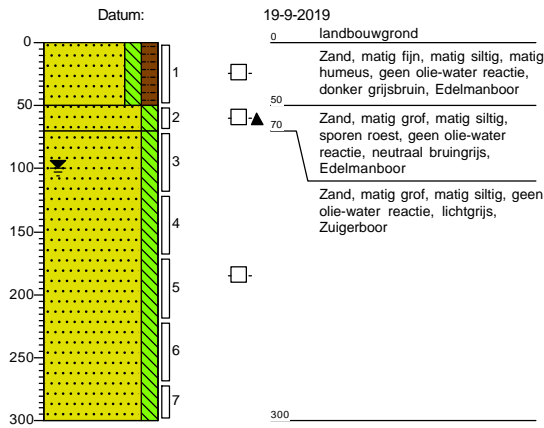 Datum: 19-9-2019
0
50
100
150
200
250
300
1
2
3
4
5
6
7
0 landbouwgrond
Zand, matig fijn, matig siltig, matig
humeus, geen olie-water reactie,
donker grijsbruin, Edelmanboor
50
Zand, matig grof, matig siltig,
sporen roest, geen olie-water
reactie, neutraal bruingrijs,
Edelmanboor
70
Zand, matig grof, matig siltig, geen
olie-water reactie, lichtgrijs,
Zuigerboor
300